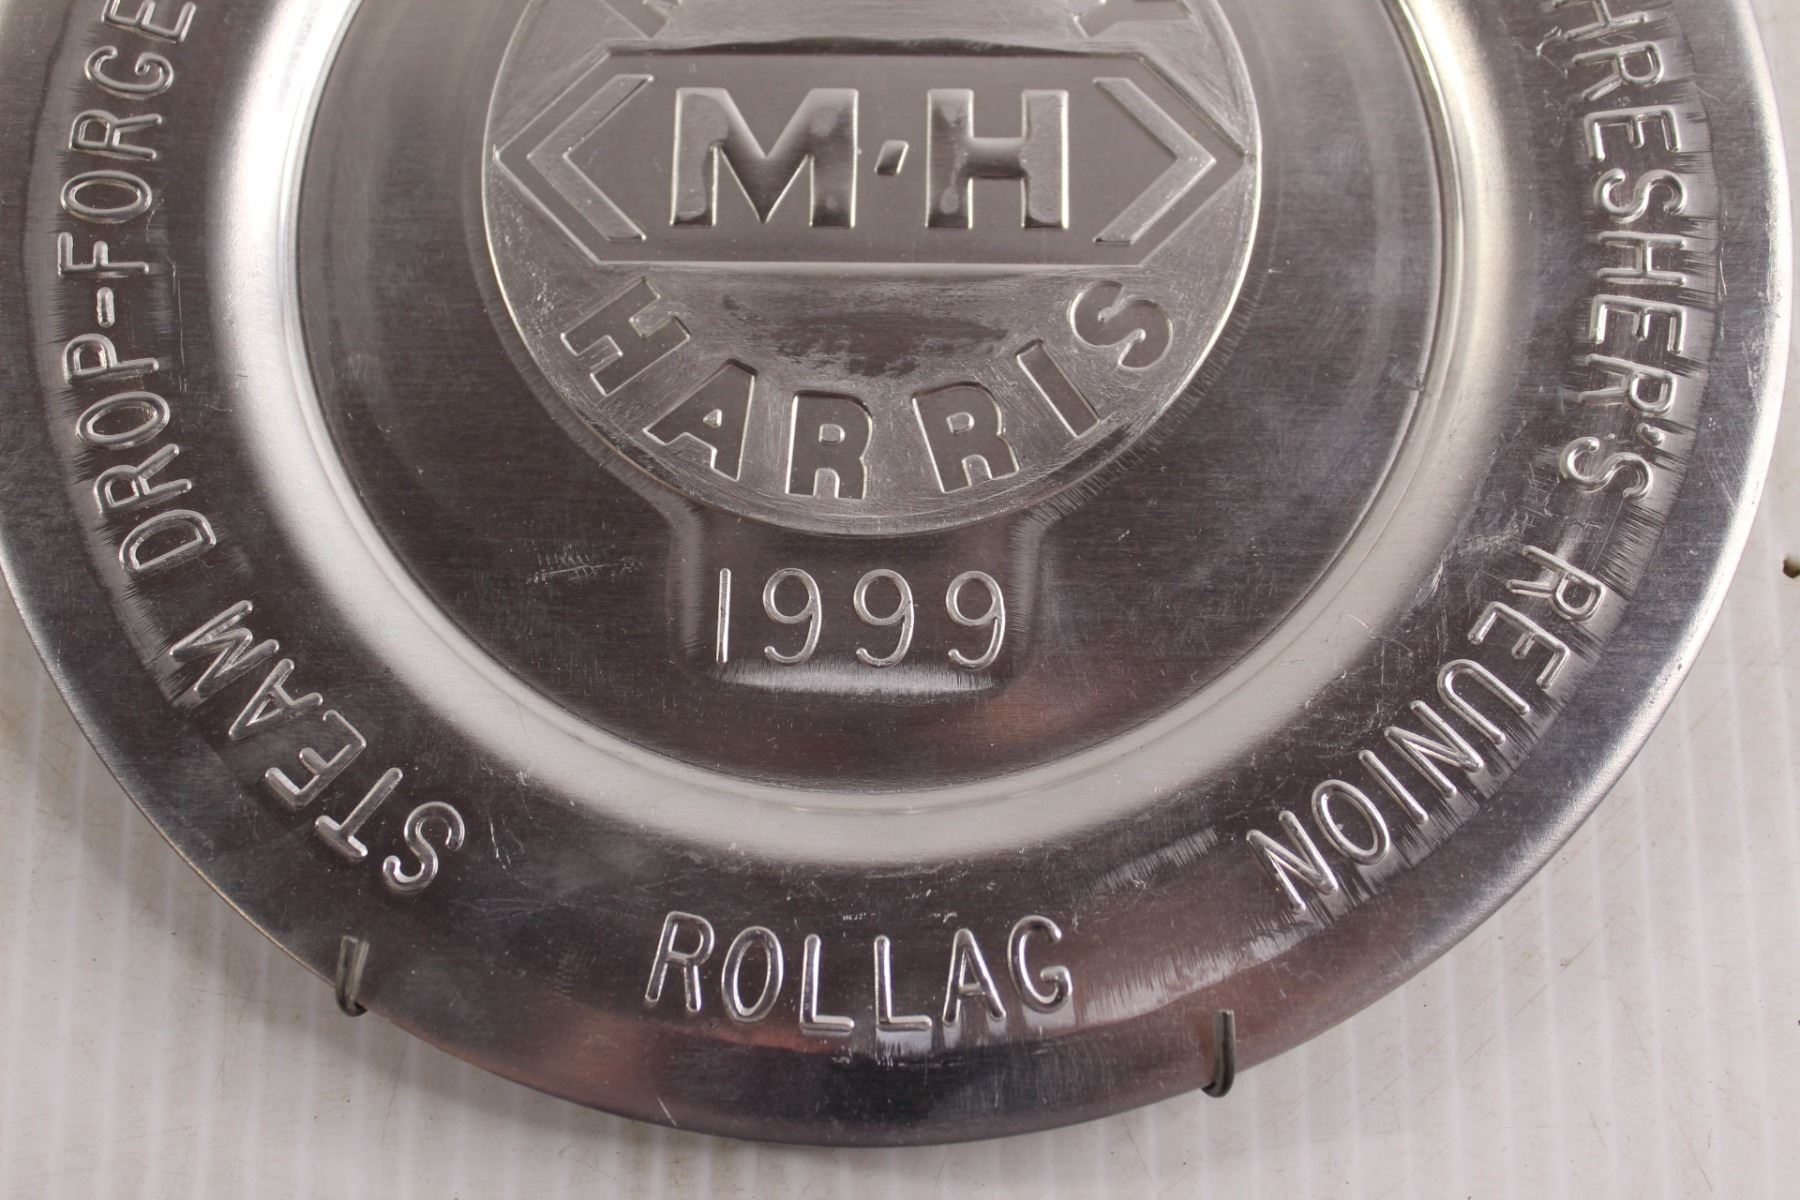 M·H
HARRIS
1999
STEAM DROP-FORGE
ROLLAG
HRESHER'S REUNION